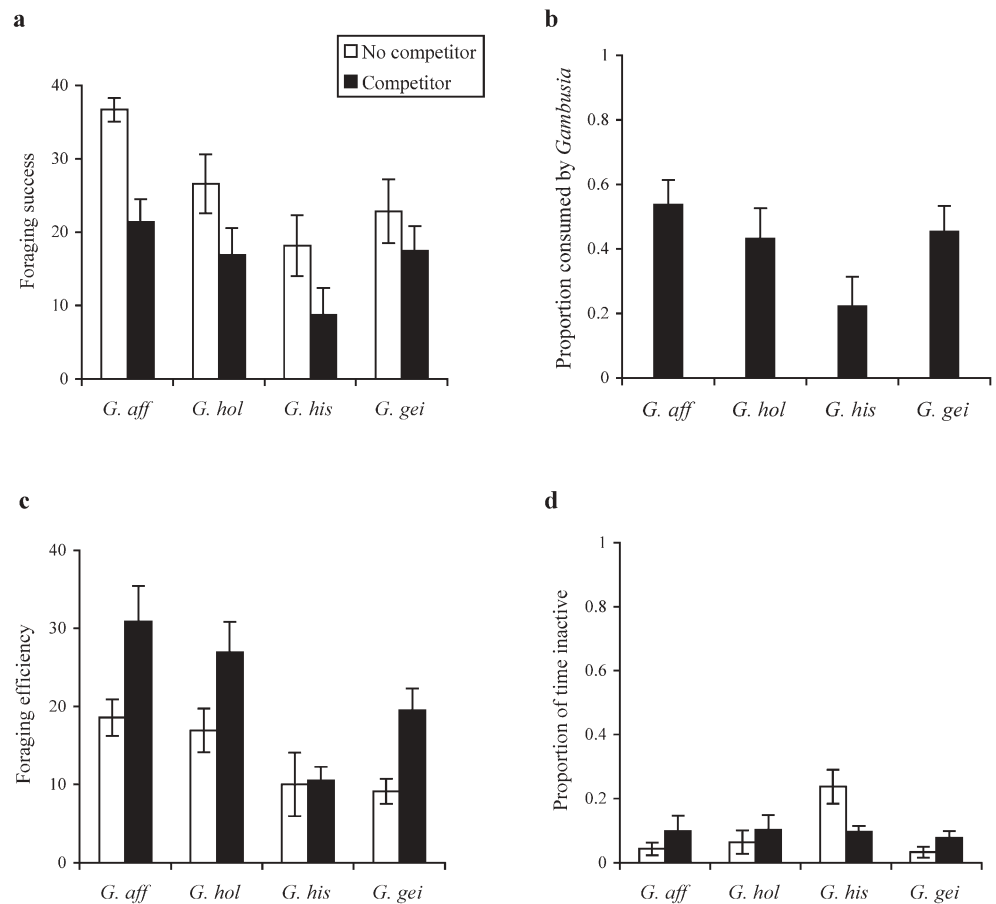 a
No competitor
Competitor
40
30
20
10
0
Foraging success
G. aff G. hol G. his G. gei
b
1
0.8
0.6
0.4
0.2
0
Proportion consumed by Gambusia
G. aff G. hol G. his G. gei
c
40
30
20
10
0
Foraging efficiency
G. aff G. hol G. his G. gei
d
1
0.8
0.6
0.4
0.2
0
Proportion of time inactive
G. aff G. hol G. his G. gei